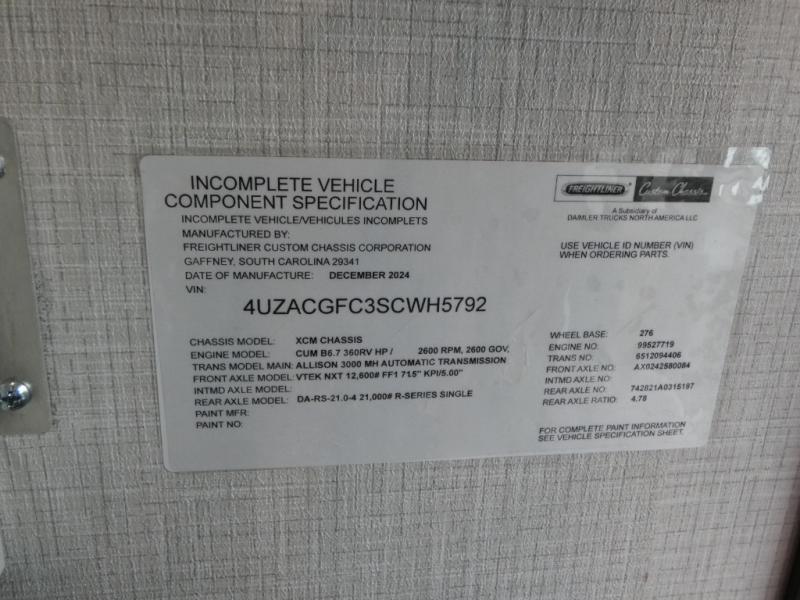 INCOMPLETE VEHICLE
COMPONENT SPECIFICATION
INCOMPLETE VEHICLE/VEHICULES INCOMPLETS
MANUFACTURED BY:
FREIGHTLINER CUSTOM CHASSIS CORPORATION
GAFFNEY, SOUTH CAROLINA 29341
DATE OF MANUFACTURE: DECEMBER 2024
VIN:
4UZACGFC3SCWH5792
FREIGHTLINER Custom Chassis
A Subsidiary of
DAIMLER TRUCKS NORTH AMERICA LLC
USE VEHICLE ID NUMBER (VIN)
WHEN ORDERING PARTS.
CHASSIS MODEL: XCM CHASSIS
ENGINE MODEL: CUM B6.7 360RV HP / 2600 RPM, 2600 GOV,
TRANS MODEL MAIN: ALLISON 3000 MH AUTOMATIC TRANSMISSION
FRONT AXLE MODEL: VTEK NXT 12,600# FF1 71.5" KPI/5.00"
INTMD AXLE MODEL:
REAR AXLE MODEL: DA-RS-21.0-4 21,000# R-SERIES SINGLE
PAINT MFR:
PAINT NO:
WHEEL BASE: 276
ENGINE NO: 99527719
TRANS NO: 6512094406
FRONT AXLE NO: AX0242580084
INTMD AXLE NO:
REAR AXLE NO: 742821A0315197
REAR AXLE RATIO: 4.78
FOR COMPLETE PAINT INFORMATION
SEE VEHICLE SPECIFICATION SHEET.